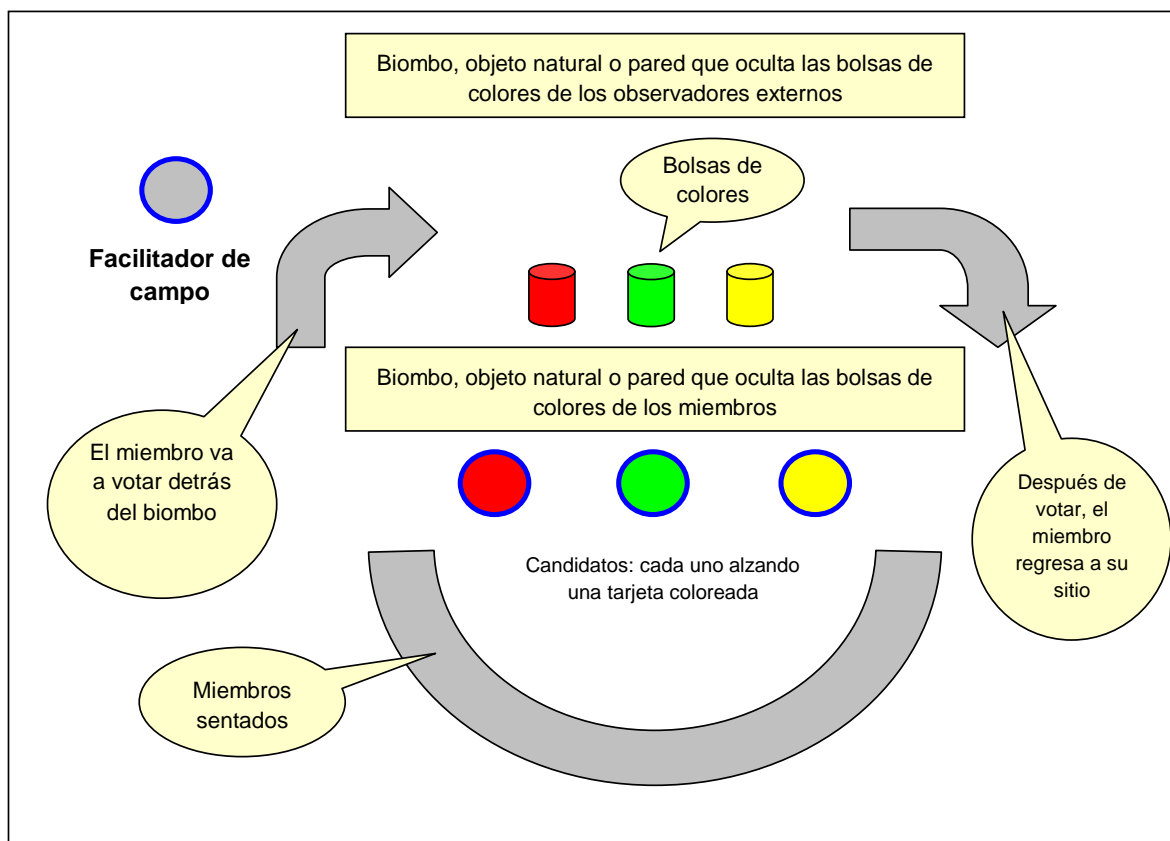 Biombo, objeto natural o pared que oculta las bolsas de
colores de los observadores externos
Bolsas de
colores
Facilitador de
campo
Biombo, objeto natural o pared que oculta las bolsas de
colores de los miembros
El miembro va
a votar detrás
del biombo
Después de
votar, el
miembro
regresa a su
sitio
Candidatos: cada uno alzando
una tarjeta coloreada
Miembros
sentados